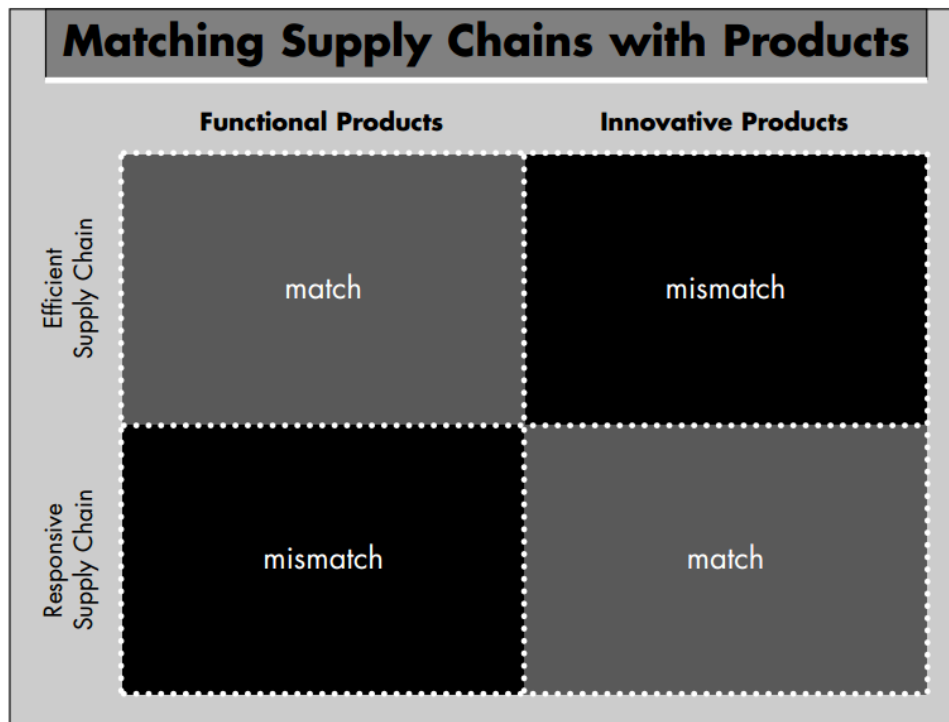 Matching Supply Chains with Products
Functional Products
Innovative Products
Efficient
Supply Chain
match
mismatch
Responsive
Supply Chain
mismatch
match